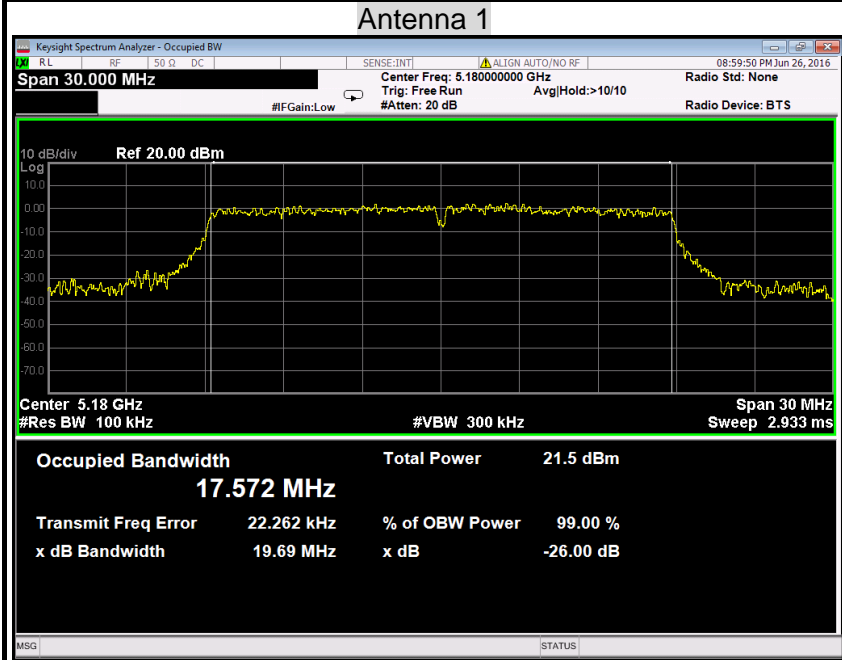 Antenna 1
Keysight Spectrum Analyzer - Occupied BW
LXI RL RF 50 Ω DC SENSE:INT ALIGN AUTO/NO RF 08:59:50 PM Jun 26, 2016
Span 30.000 MHz Center Freq: 5.180000000 GHz Radio Std: None
Trig: Free Run Avg|Hold:>10/10
#IFGain:Low #Atten: 20 dB Radio Device: BTS
10 dB/div Ref 20.00 dBm
Log
10.0
0.00
-10.0
-20.0
-30.0
-40.0
-50.0
-60.0
-70.0
Center 5.18 GHz Span 30 MHz
#Res BW 100 kHz #VBW 300 kHz Sweep 2.933 ms
Occupied Bandwidth Total Power 21.5 dBm
17.572 MHz
Transmit Freq Error 22.262 kHz % of OBW Power 99.00 %
x dB Bandwidth 19.69 MHz x dB -26.00 dB
MSG STATUS